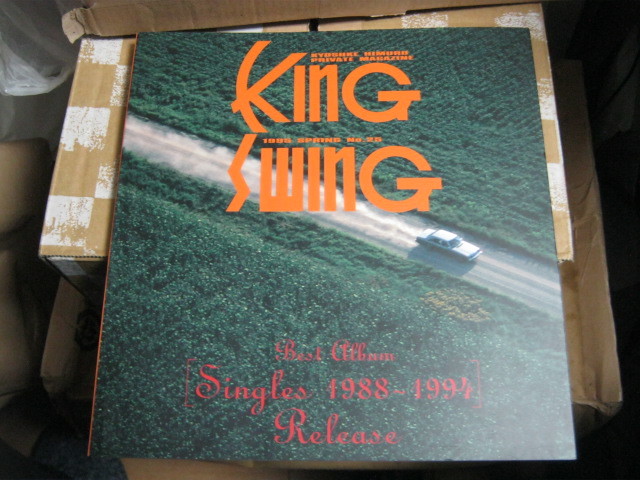 KYOSUKE HIMURO
PRIVATE MAGAZINE
KING
1995 SPRING No.20
SWING
Best Album
[Singles 1988~1994]
Release